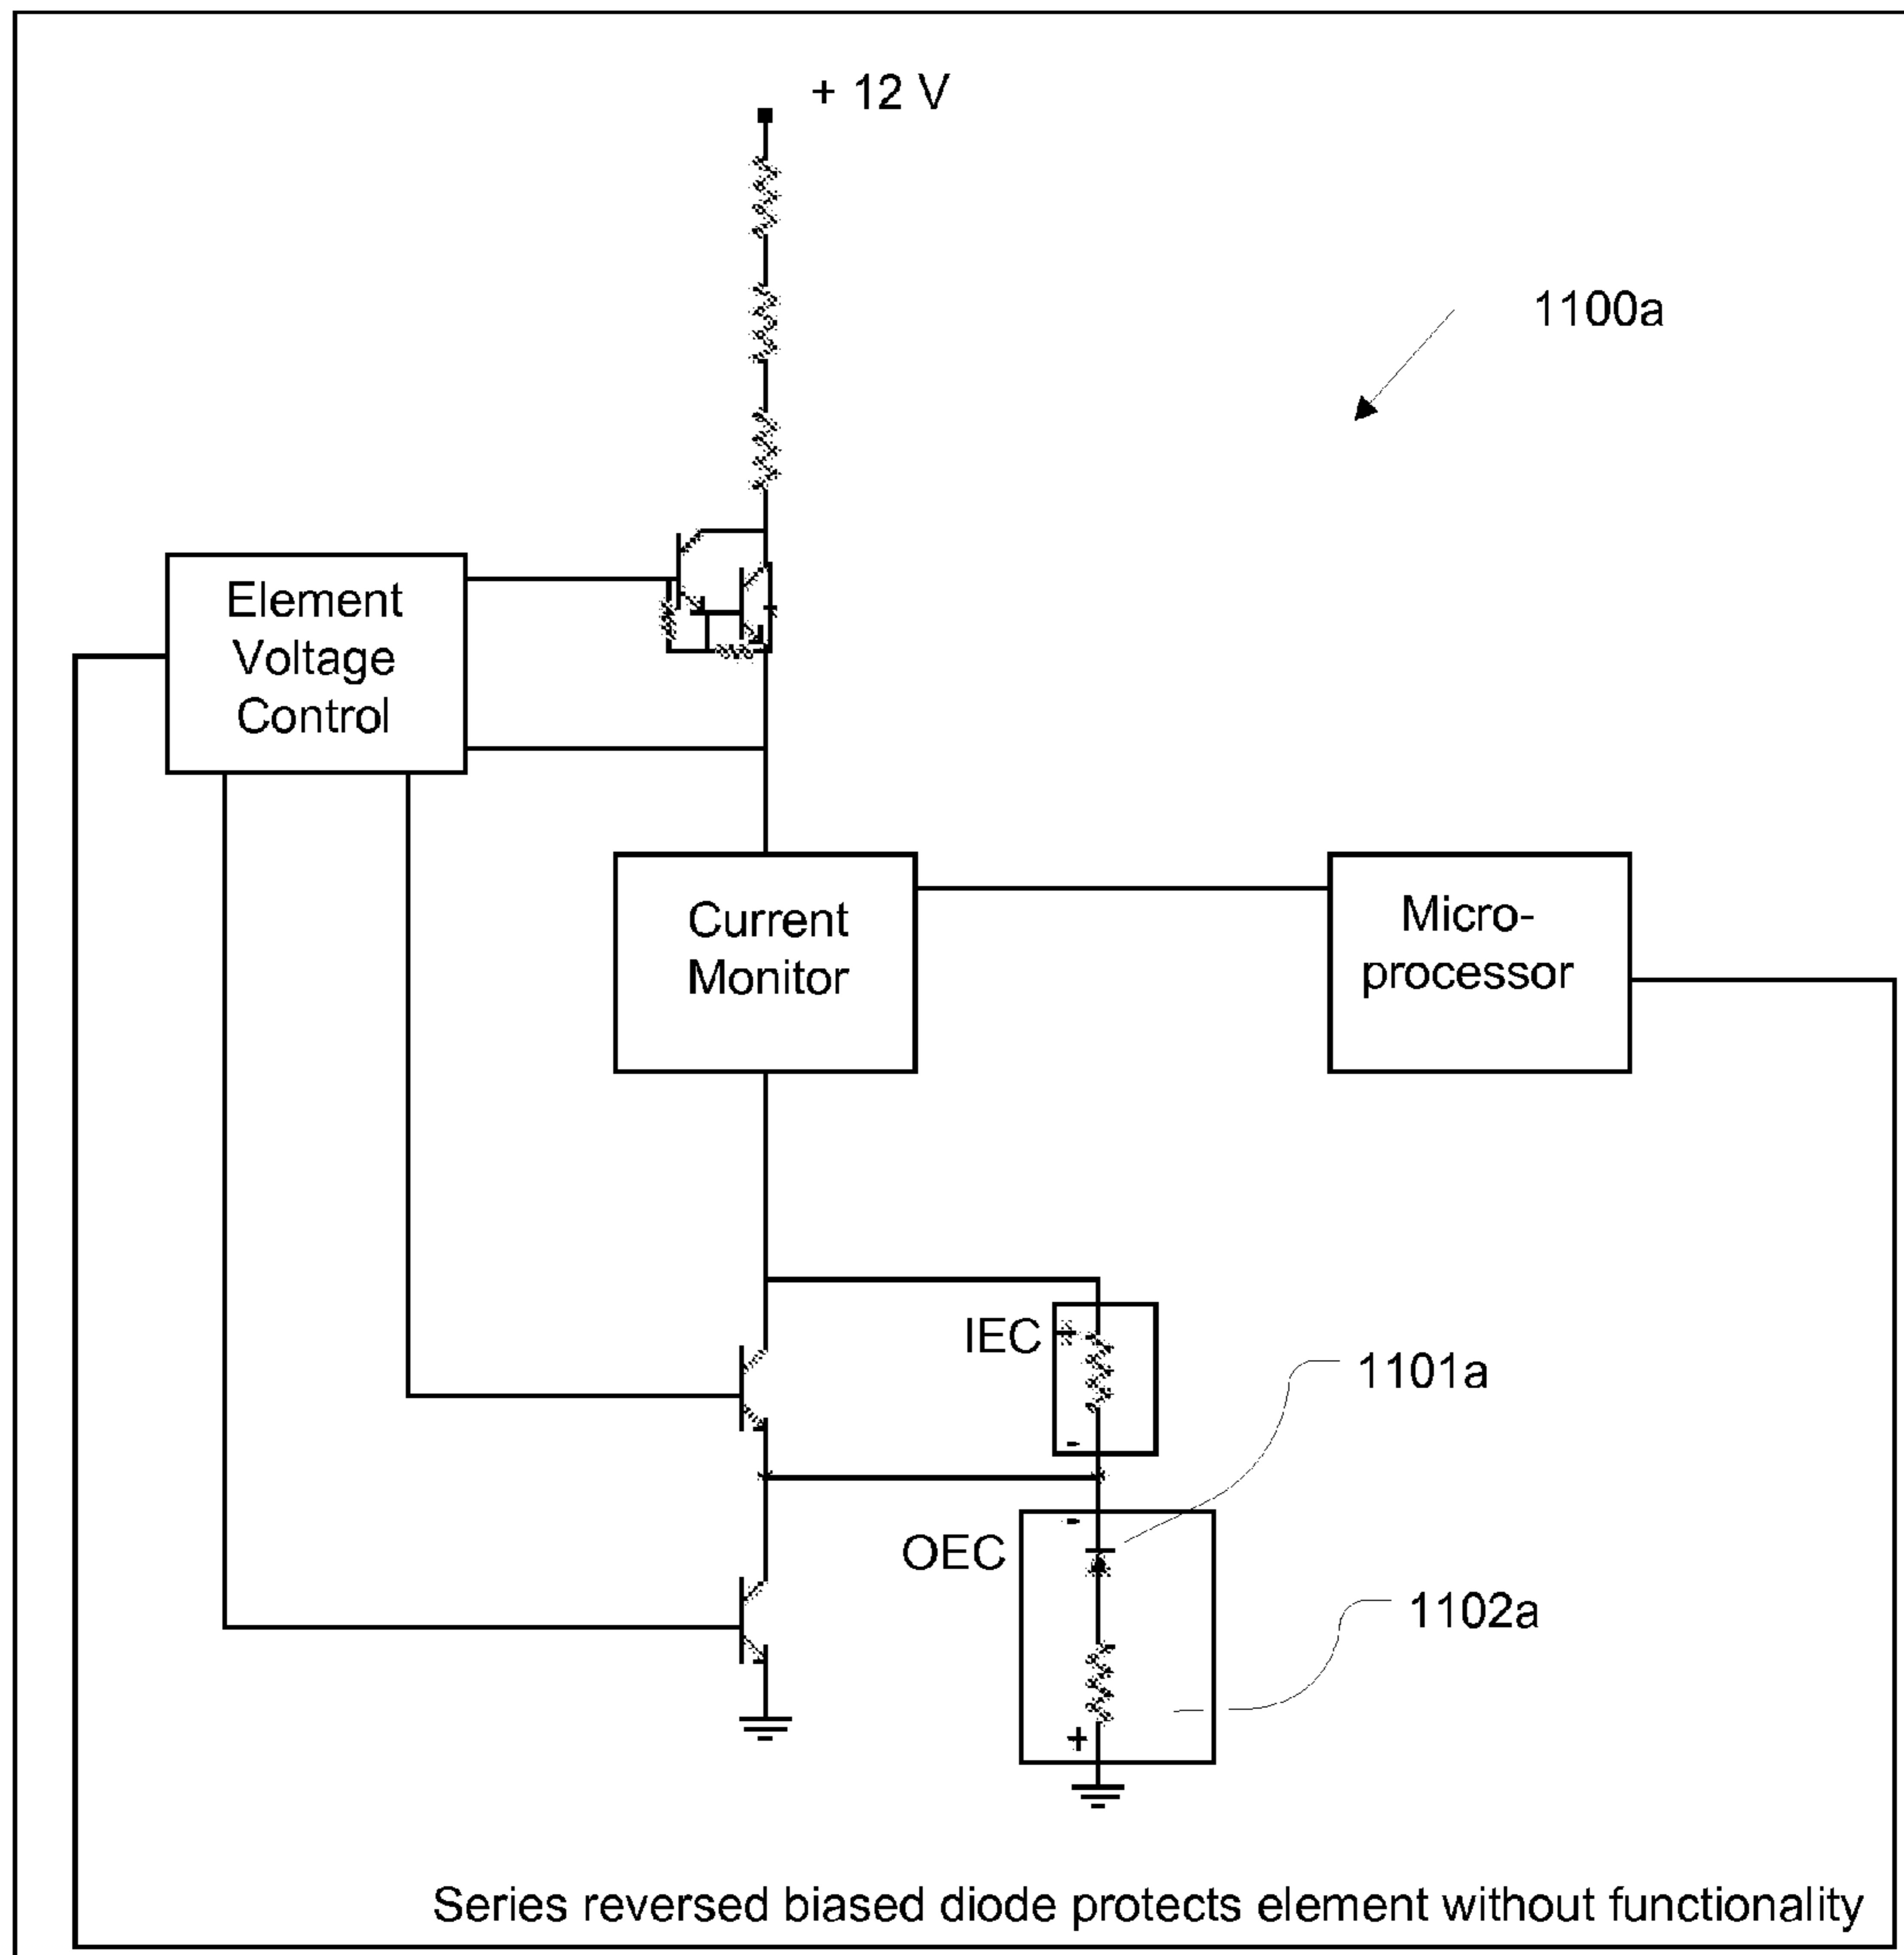 + 12 V
1100a
Element
Voltage
Control
Current
Monitor
Micro-
processor
IEC
+
-
1101a
-
OEC
1102a
+
Series reversed biased diode protects element without functionality